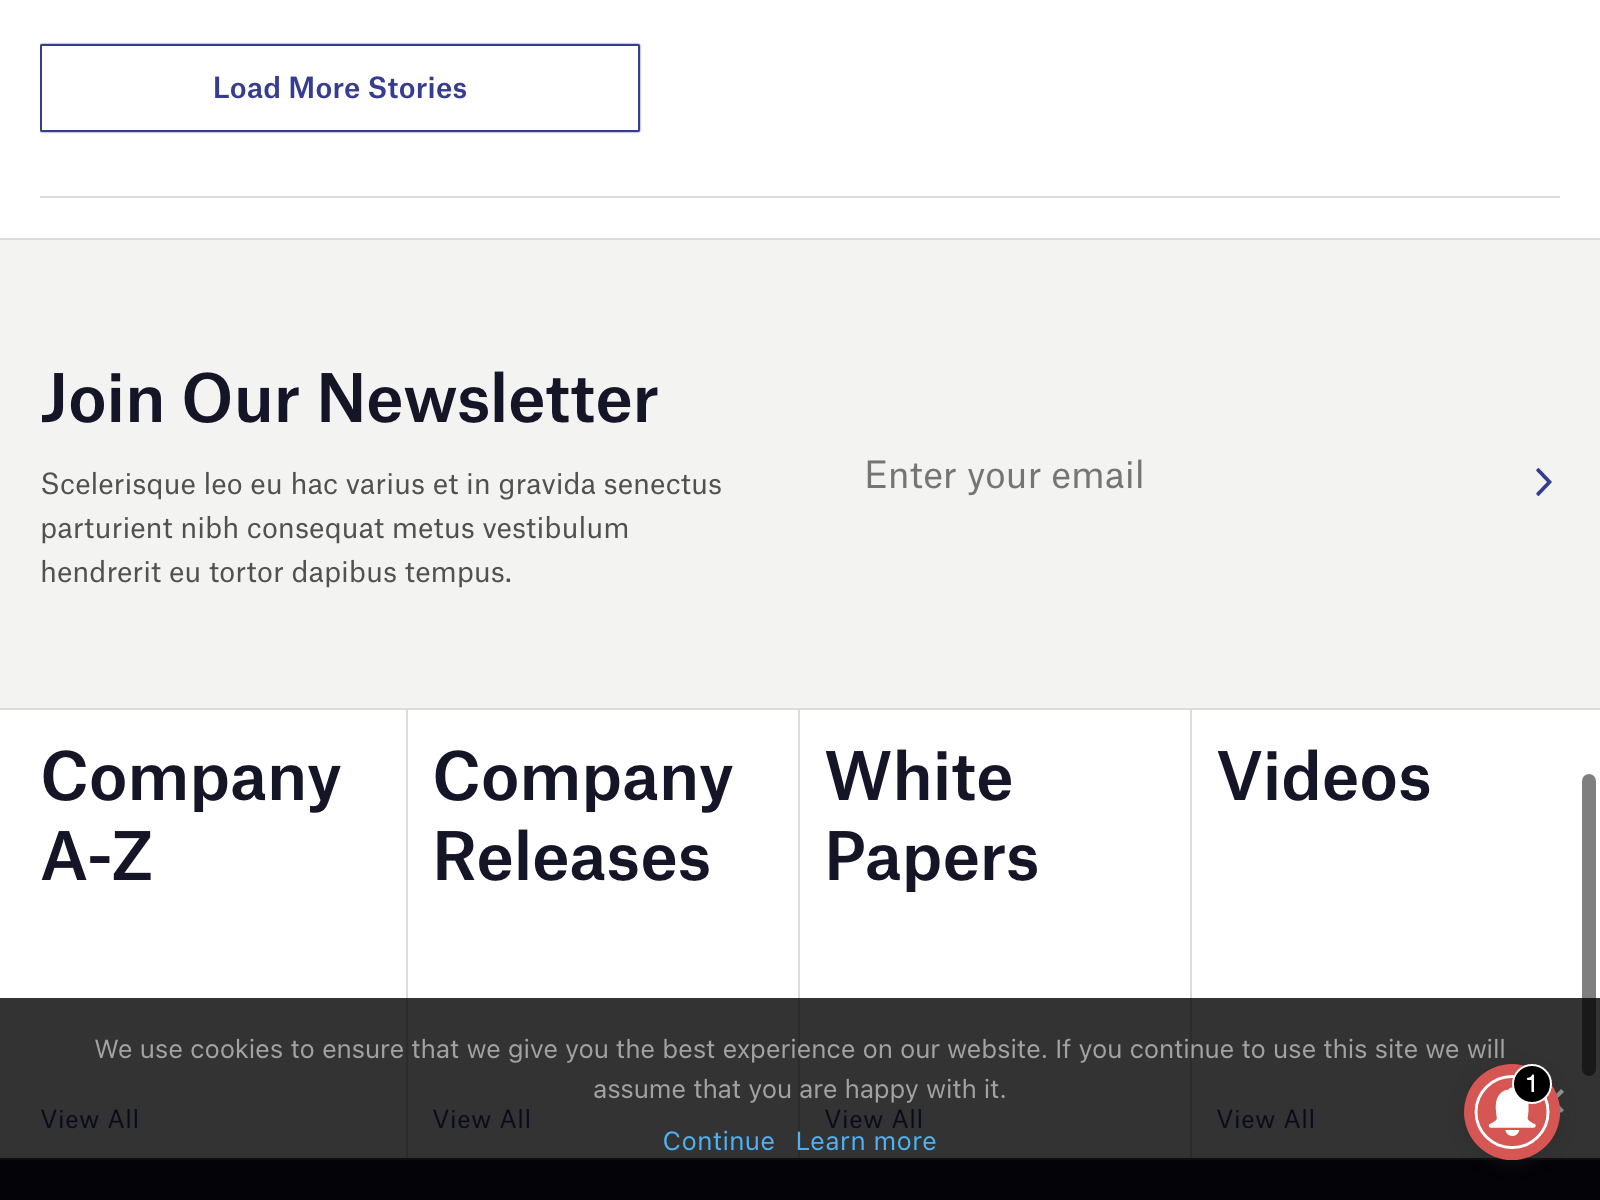 Load More Stories
Join Our Newsletter
Scelerisque leo eu hac varius et in gravida senectus
parturient nibh consequat metus vestibulum
hendrerit eu tortor dapibus tempus.
Enter your email
Company
A-Z
Company
Releases
White
Papers
Videos
We use cookies to ensure that we give you the best experience on our website. If you continue to use this site we will
assume that you are happy with it.
View All
View All
View All
View All
Continue Learn more
1